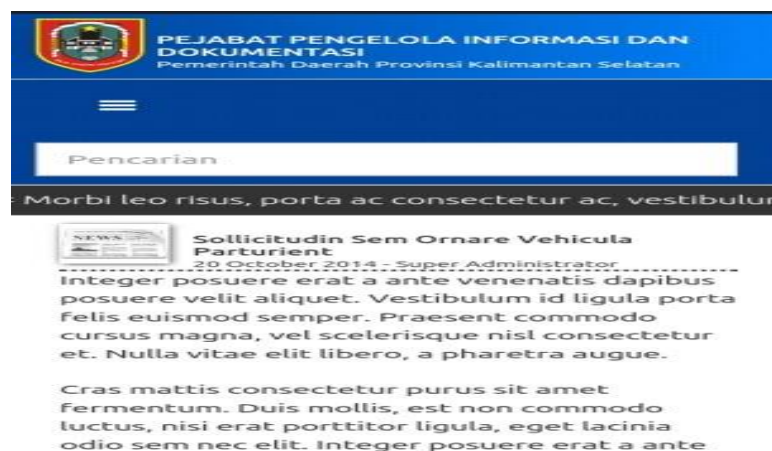 PEJABAT PENGELOLA INFORMASI DAN
DOKUMENTASI
Pemerintah Daerah Provinsi Kalimantan Selatan
Pencarian
Morbi leo risus, porta ac consectetur ac, vestibulum
NEWS
Sollicitudin Sem Ornare Vehicula
Parturient
20 October 2014 - Super Administrator
Integer posuere erat a ante venenatis dapibus
posuere velit aliquet. Vestibulum id ligula porta
felis euismod semper. Praesent commodo
cursus magna, vel scelerisque nisl consectetur
et. Nulla vitae elit libero, a pharetra augue.
Cras mattis consectetur purus sit amet
fermentum. Duis mollis, est non commodo
luctus, nisi erat porttitor ligula, eget lacinia
odio sem nec elit. Integer posuere erat a ante